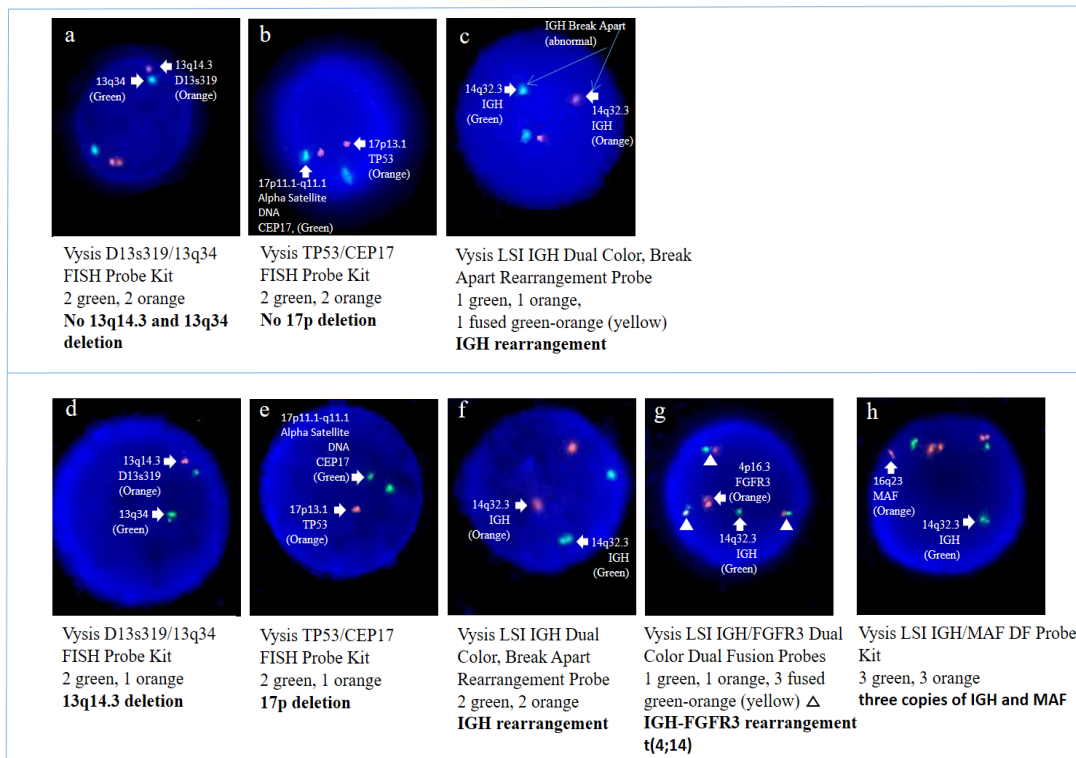 a
13q14.3
D13s319
(Orange)
13q34
(Green)
b
17p13.1
TP53
(Orange)
17p11.1-q11.1
Alpha Satellite
DNA
CEP17, (Green)
c
IGH Break Apart
(abnormal)
14q32.3
IGH
(Green)
14q32.3
IGH
(Orange)
Vysis D13s319/13q34
FISH Probe Kit
2 green, 2 orange
No 13q14.3 and 13q34
deletion
Vysis TP53/CEP17
FISH Probe Kit
2 green, 2 orange
No 17p deletion
Vysis LSI IGH Dual Color, Break
Apart Rearrangement Probe
1 green, 1 orange,
1 fused green-orange (yellow)
IGH rearrangement
d
13q14.3
D13s319
(Orange)
13q34
(Green)
e
17p11.1-q11.1
Alpha Satellite
DNA
CEP17
(Green)
17p13.1
TP53
(Orange)
f
14q32.3
IGH
(Orange)
14q32.3
IGH
(Green)
g
4p16.3
FGFR3
(Orange)
14q32.3
IGH
(Green)
h
16q23
MAF
(Orange)
14q32.3
IGH
(Green)
Vysis D13s319/13q34
FISH Probe Kit
2 green, 1 orange
13q14.3 deletion
Vysis TP53/CEP17
FISH Probe Kit
2 green, 1 orange
17p deletion
Vysis LSI IGH Dual
Color, Break Apart
Rearrangement Probe
2 green, 2 orange
IGH rearrangement
Vysis LSI IGH/FGFR3 Dual
Color Dual Fusion Probes
1 green, 1 orange, 3 fused
green-orange (yellow) △
IGH-FGFR3 rearrangement
t(4;14)
Vysis LSI IGH/MAF DF Probe
Kit
3 green, 3 orange
three copies of IGH and MAF